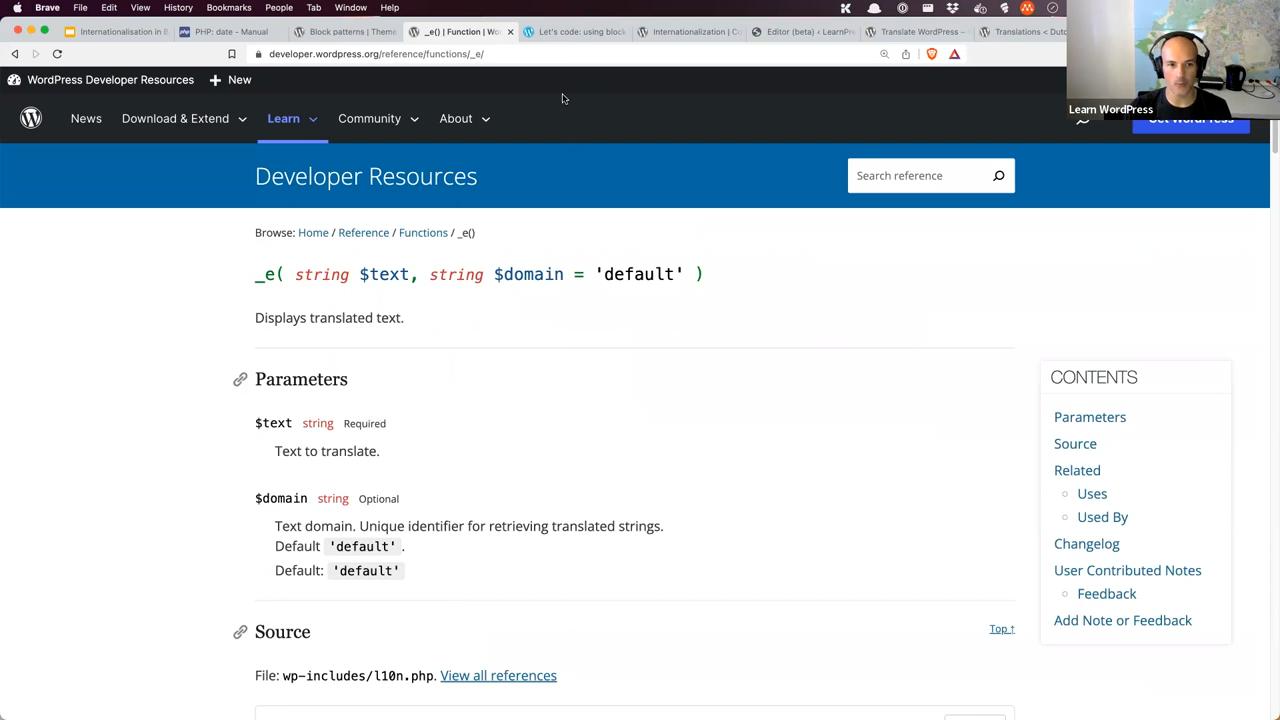 Brave File Edit View History Bookmarks People Tab Window Help
Internationalisation in B
PHP: date - Manual
Block patterns | Theme
_e() | Function | Wo
Let's code: using block
Internationalization | Co
Editor (beta) ‹ LearnPre
Translate WordPress –
Translations < Dut
developer.wordpress.org/reference/functions/_e/
WordPress Developer Resources New
Learn WordPress
News Download & Extend Learn Community About
Get WordPress
Developer Resources
Search reference
Browse: Home / Reference / Functions / _e()
_e( string $text, string $domain = 'default' )
Displays translated text.
Parameters
$text string Required
Text to translate.
$domain string Optional
Text domain. Unique identifier for retrieving translated strings.
Default 'default'.
Default: 'default'
Source
Top ↑
File: wp-includes/l10n.php. View all references
CONTENTS
Parameters
Source
Related
Uses
Used By
Changelog
User Contributed Notes
Feedback
Add Note or Feedback